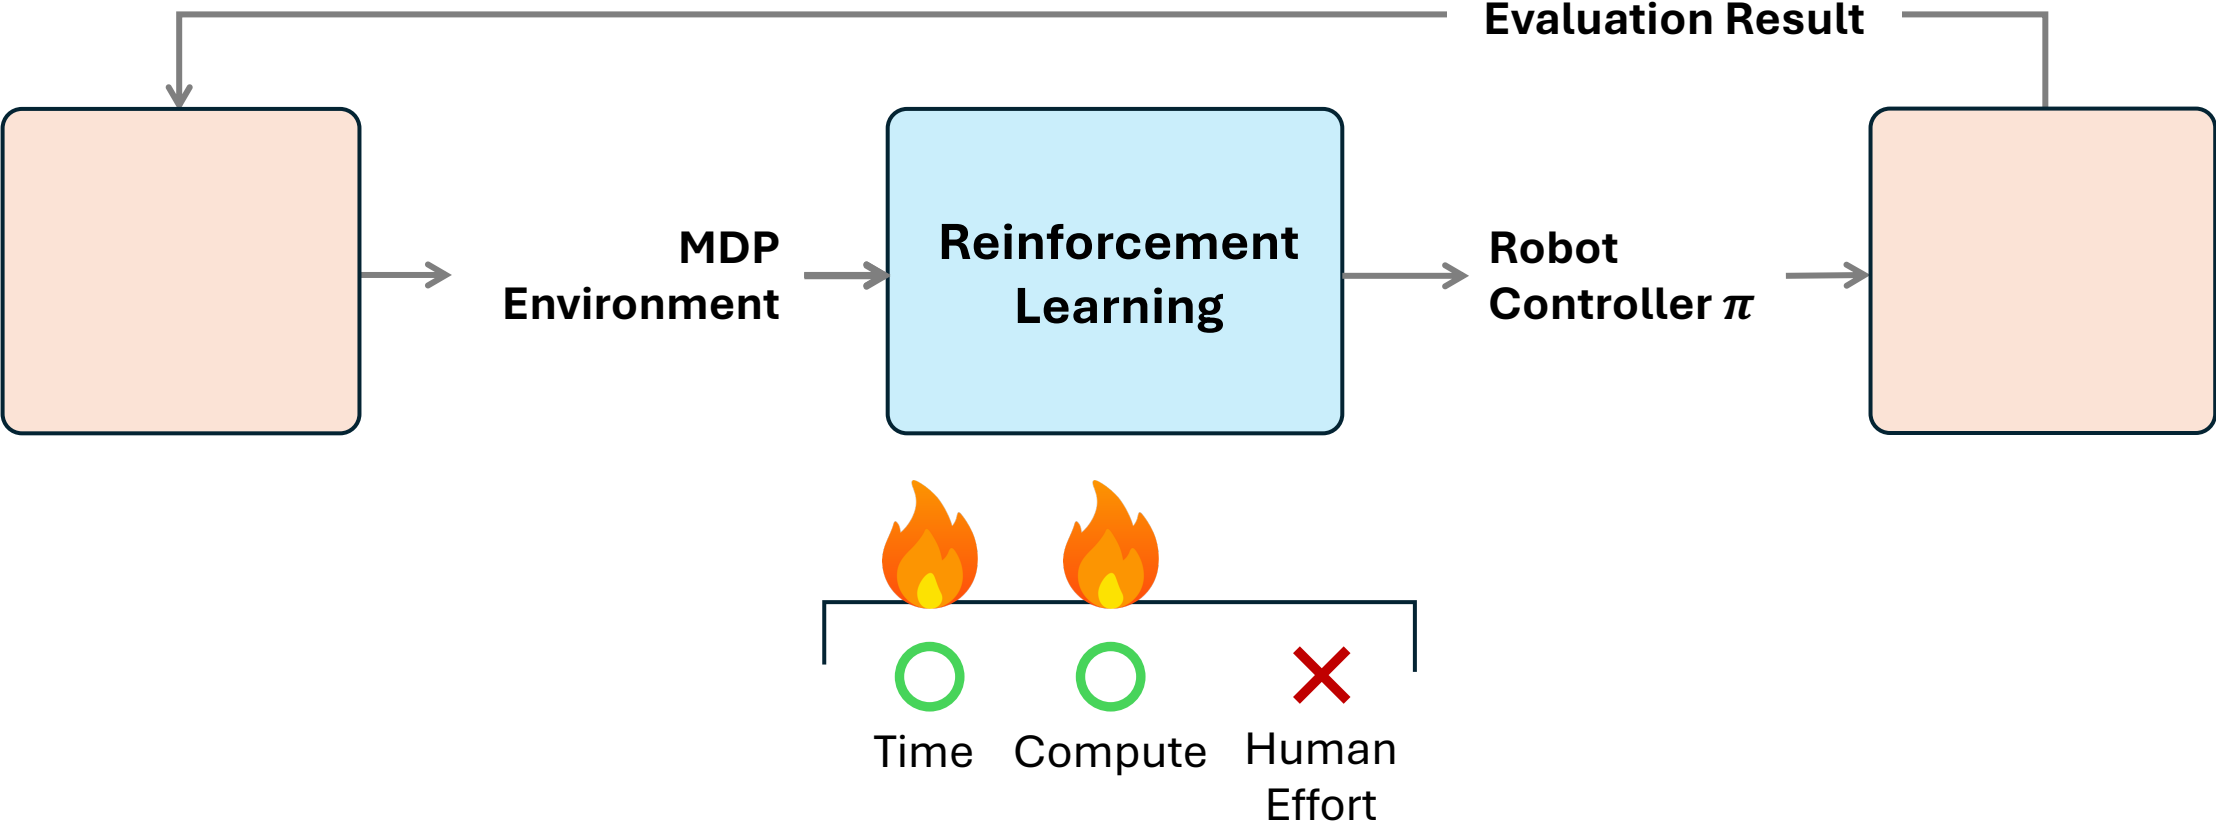 Evaluation Result
MDP
Environment
Reinforcement
Learning
Robot
Controller π
Time
Compute
Human
Effort